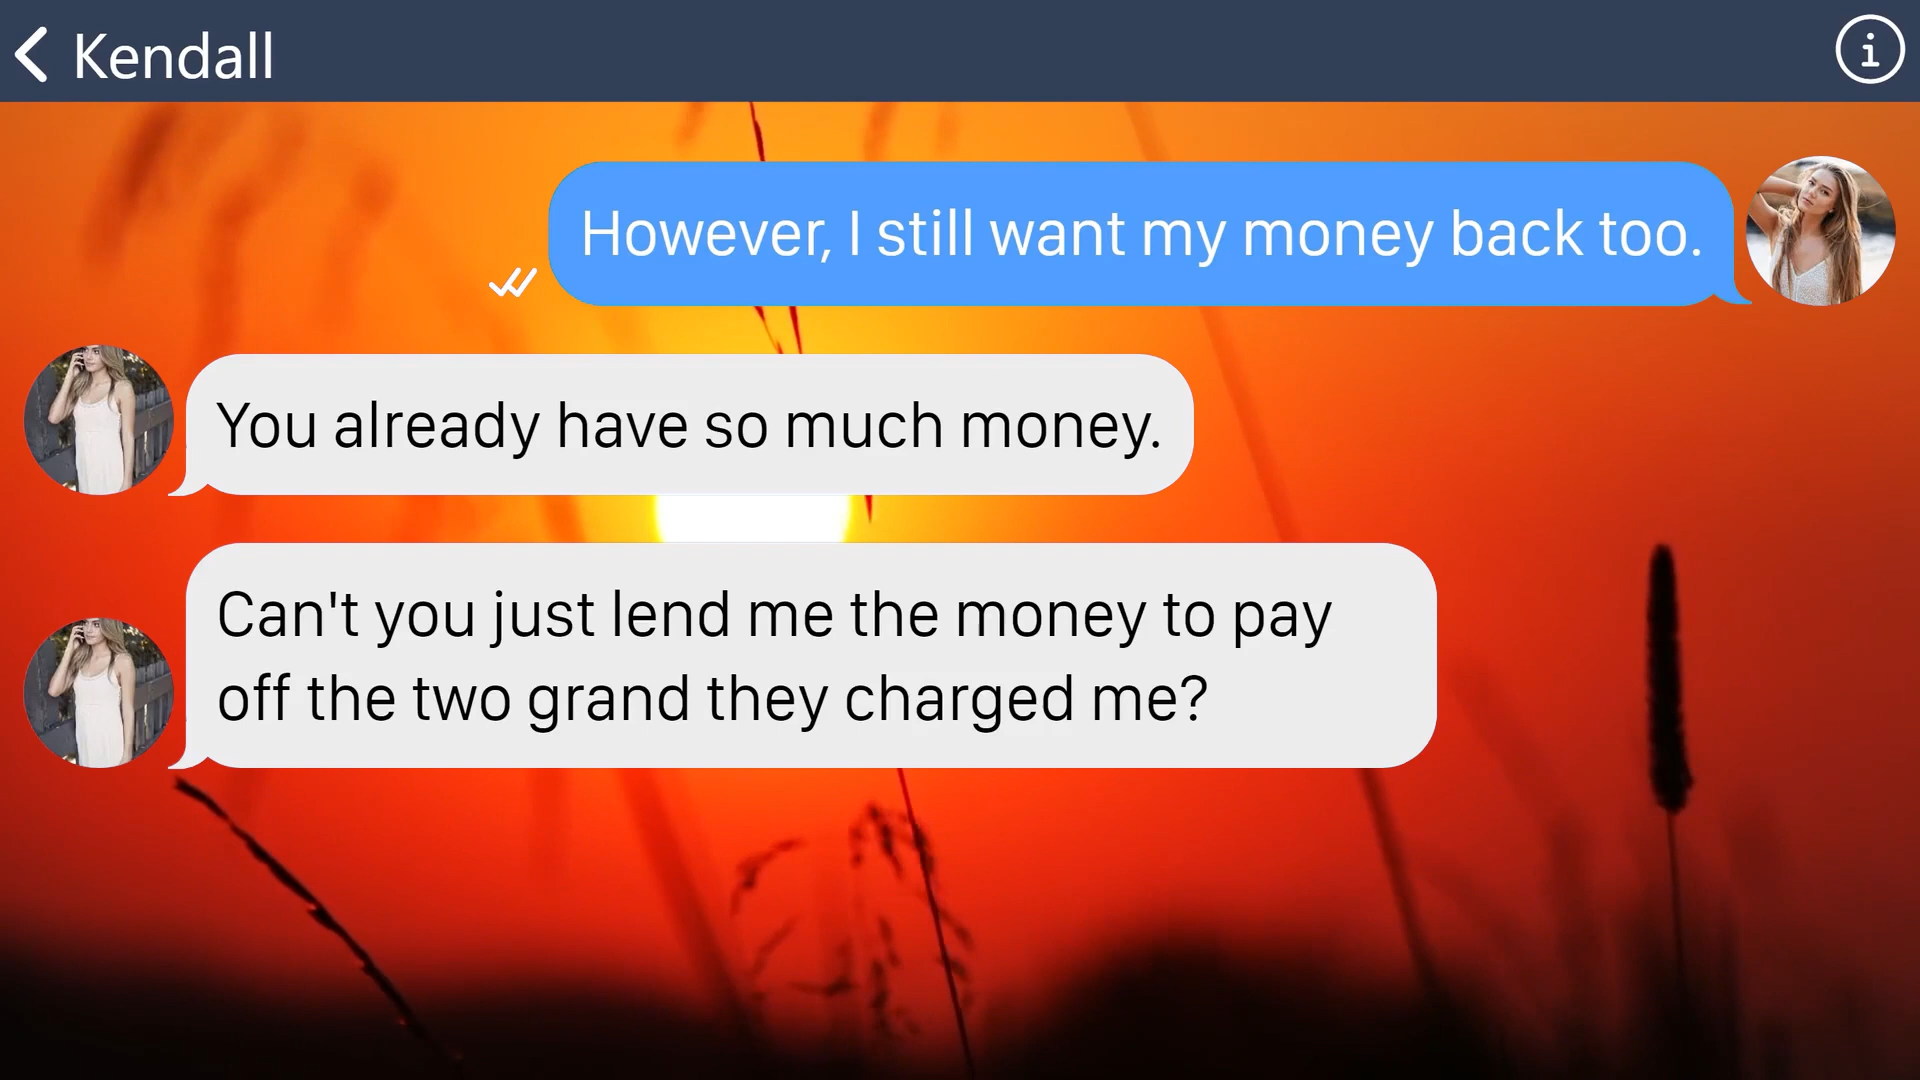 Kendall
However, I still want my money back too.
You already have so much money.
Can't you just lend me the money to pay
off the two grand they charged me?